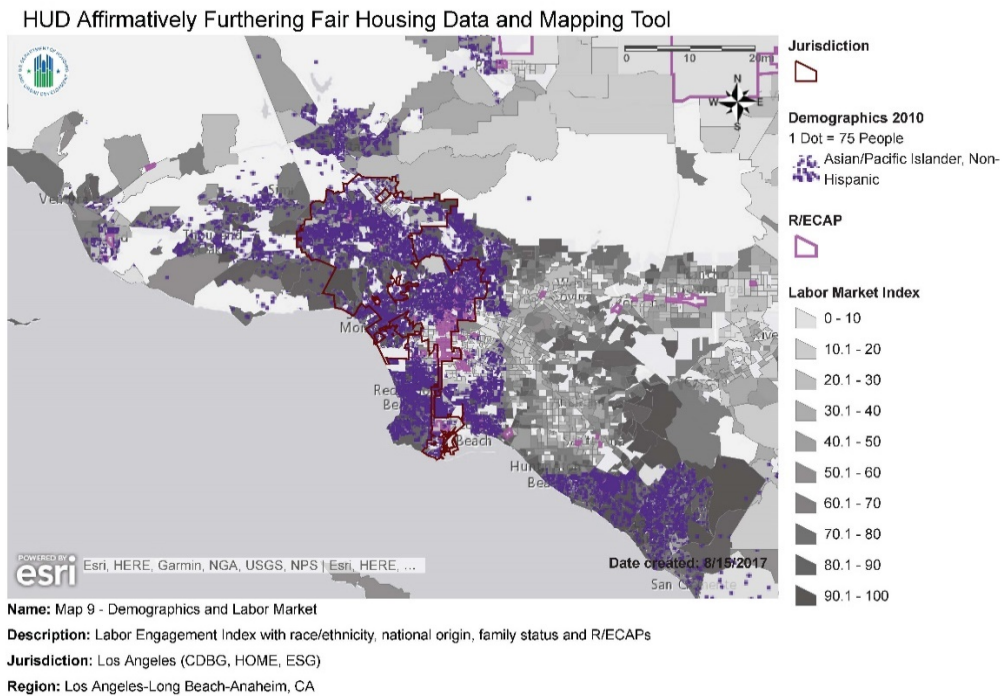 HUD Affirmatively Furthering Fair Housing Data and Mapping Tool
Jurisdiction
0 10
N
W E
S
Demographics 2010
1 Dot = 75 People
Asian/Pacific Islander, Non-
Hispanic
R/ECAP
Labor Market Index
0 - 10
10.1 - 20
20.1 - 30
30.1 - 40
40.1 - 50
50.1 - 60
60.1 - 70
70.1 - 80
80.1 - 90
90.1 - 100
Beach
POWERED BY
esri
Esri, HERE, Garmin, NGA, USGS, NPS | Esri, HERE, ...
Date created: 8/15/2017
Name: Map 9 - Demographics and Labor Market
Description: Labor Engagement Index with race/ethnicity, national origin, family status and R/ECAPs
Jurisdiction: Los Angeles (CDBG, HOME, ESG)
Region: Los Angeles-Long Beach-Anaheim, CA